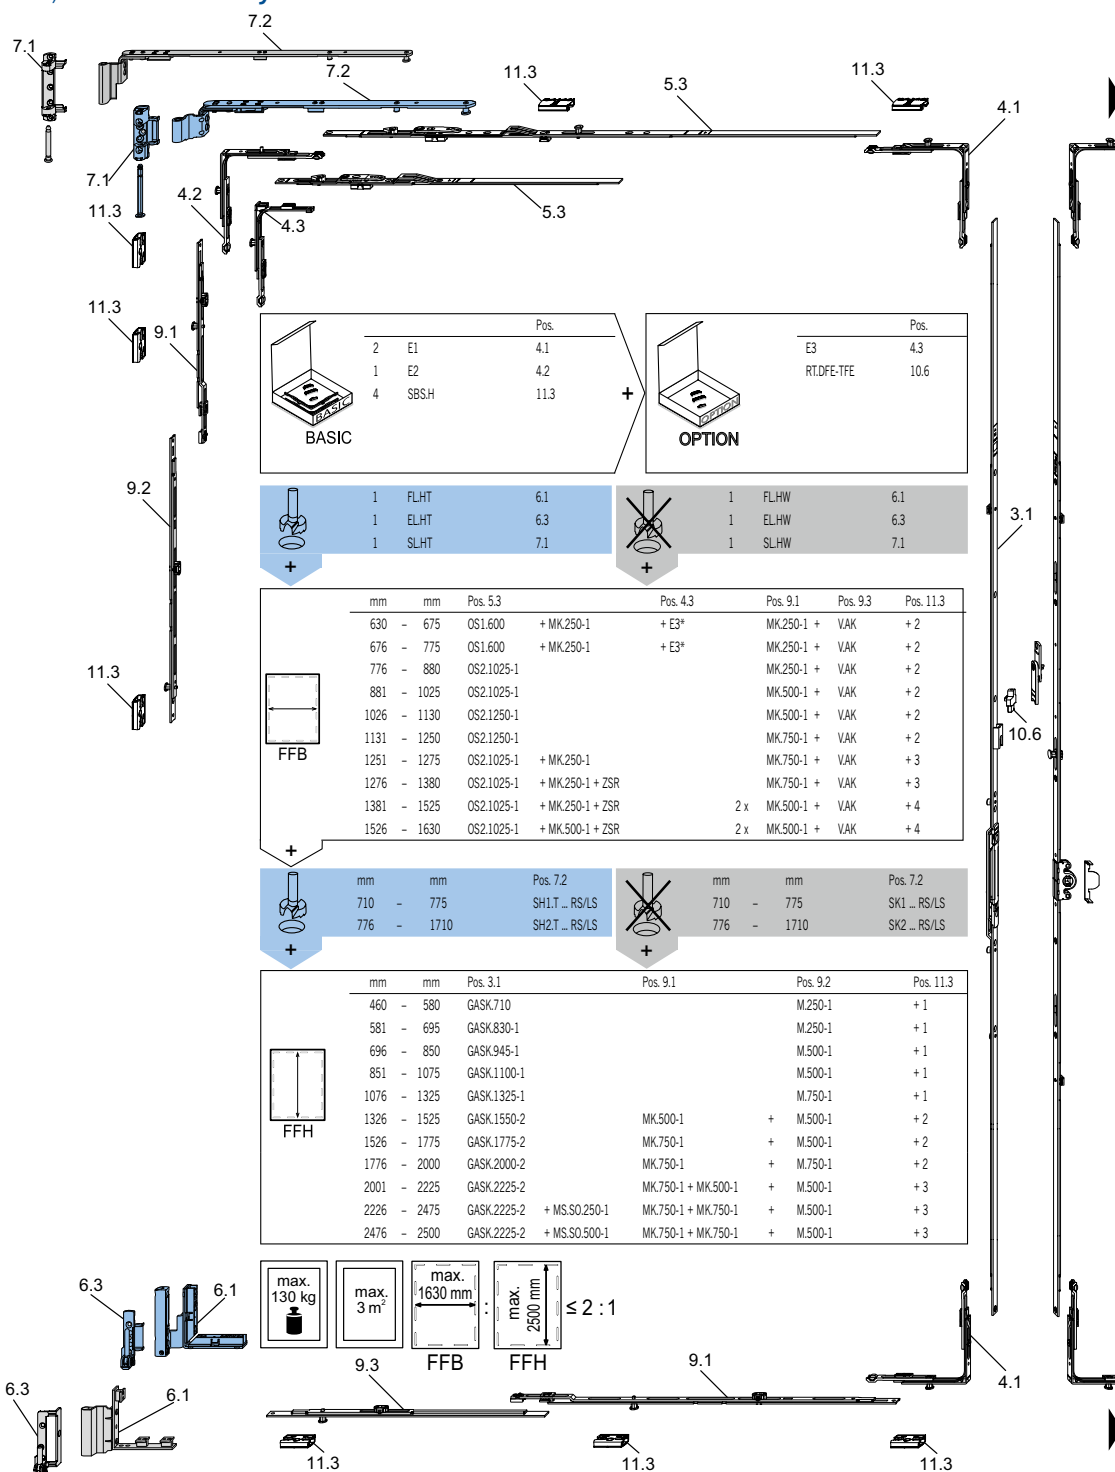 7.2
7.1
7.2
11.3
11.3
5.3
4.1
7.1
4.2
5.3
11.3
4.3
11.3
9.1
Pos.
2 E1 4.1
1 E2 4.2
4 SBS.H 11.3
BASIC
BASIC
+
Pos.
E3 4.3
RT.DFE-TFE 10.6
OPTION
OPTION
9.2
3.1
1 FL.HT 6.1
1 EL.HT 6.3
1 SL.HT 7.1
+
1 FL.HW 6.1
1 EL.HW 6.3
1 SL.HW 7.1
+
mm mm Pos. 5.3 Pos. 4.3 Pos. 9.1 Pos. 9.3 Pos. 11.3
630 – 675 OS1.600 + MK.250-1 + E3* MK.250-1 + V.AK + 2
676 – 775 OS1.600 + MK.250-1 + E3* MK.250-1 + V.AK + 2
776 – 880 OS2.1025-1 MK.250-1 + V.AK + 2
881 – 1025 OS2.1025-1 MK.500-1 + V.AK + 2
1026 – 1130 OS2.1250-1 MK.500-1 + V.AK + 2
1131 – 1250 OS2.1250-1 MK.750-1 + V.AK + 2
1251 – 1275 OS2.1025-1 + MK.250-1 MK.750-1 + V.AK + 3
1276 – 1380 OS2.1025-1 + MK.250-1 + ZSR MK.750-1 + V.AK + 3
1381 – 1525 OS2.1025-1 + MK.250-1 + ZSR 2 x MK.500-1 + V.AK + 4
1526 – 1630 OS2.1025-1 + MK.500-1 + ZSR 2 x MK.500-1 + V.AK + 4
FFB
+
11.3
10.6
mm mm Pos. 7.2
710 – 775 SH1.T ... RS/LS
776 – 1710 SH2.T ... RS/LS
+
mm mm Pos. 7.2
710 – 775 SK1 ... RS/LS
776 – 1710 SK2 ... RS/LS
+
mm mm Pos. 3.1 Pos. 9.1 Pos. 9.2 Pos. 11.3
460 – 580 GASK.710 M.250-1 + 1
581 – 695 GASK.830-1 M.250-1 + 1
696 – 850 GASK.945-1 M.500-1 + 1
851 – 1075 GASK.1100-1 M.500-1 + 1
1076 – 1325 GASK.1325-1 M.750-1 + 1
1326 – 1525 GASK.1550-2 MK.500-1 + M.500-1 + 2
1526 – 1775 GASK.1775-2 MK.750-1 + M.500-1 + 2
1776 – 2000 GASK.2000-2 MK.750-1 + M.750-1 + 2
2001 – 2225 GASK.2225-2 MK.750-1 + MK.500-1 + M.500-1 + 3
2226 – 2475 GASK.2225-2 + MS.SO.250-1 MK.750-1 + MK.750-1 + M.500-1 + 3
2476 – 2500 GASK.2225-2 + MS.SO.500-1 MK.750-1 + MK.750-1 + M.500-1 + 3
FFH
max.
130 kg
max.
3 m²
max.
1630 mm
FFB
:
max.
2500 mm
FFH
≤ 2 : 1
6.3
6.1
9.3
9.1
4.1
6.3
6.1
11.3
11.3
11.3